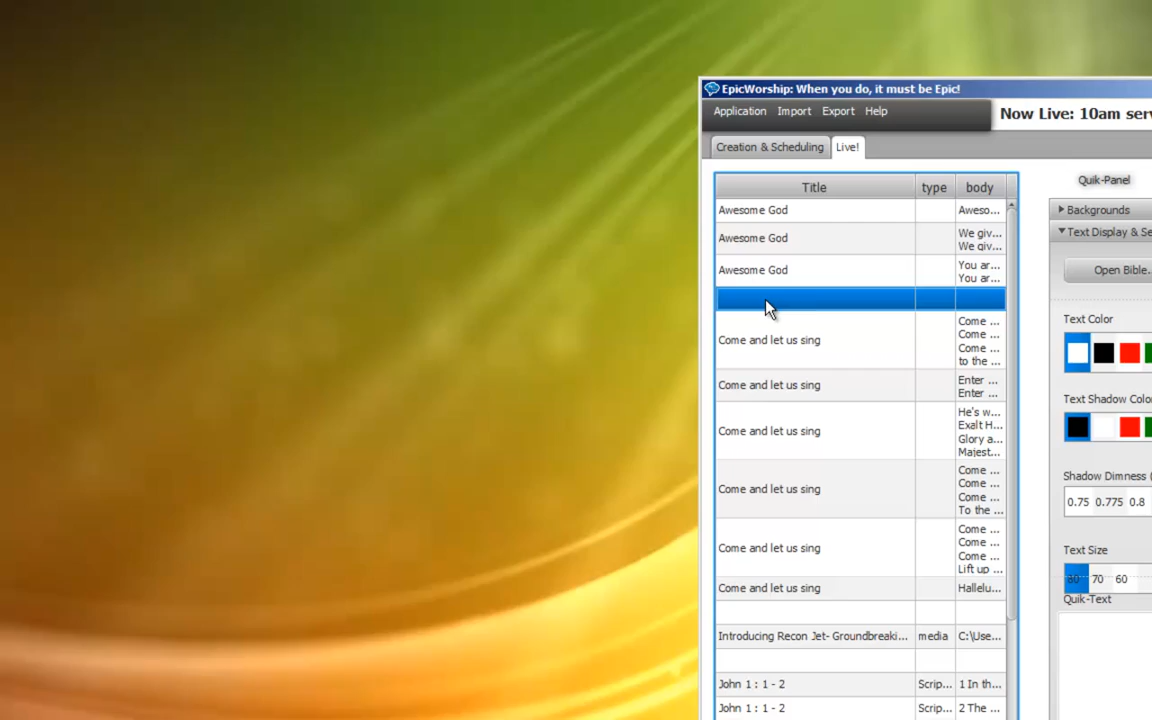 EpicWorship: When you do, it must be Epic!
Application Import Export Help
Now Live: 10am serv
Creation & Scheduling Live!
Title type body
Quik-Panel
Awesome God Aweso...
Backgrounds
Awesome God We giv...
We giv...
Text Display & Se
Awesome God You ar...
You ar...
Open Bible..
Come and let us sing Come ...
Come ...
Come ...
to the ...
Text Color
Come and let us sing Enter ...
Enter ...
Text Shadow Colo
Come and let us sing He's w...
Exalt H...
Glory a...
Majest...
Come and let us sing Come ...
Come ...
Come ...
To the ...
Shadow Dimness (
0.75 0.775 0.8
Come and let us sing Come ...
Come ...
Come ...
Lift up ...
Text Size
80 70 60
Come and let us sing Hallelu...
Quik-Text
Introducing Recon Jet- Groundbreaki... media C:\Use...
John 1 : 1 - 2 Scrip... 1 In th...
John 1 : 1 - 2 Scrip... 2 The ...